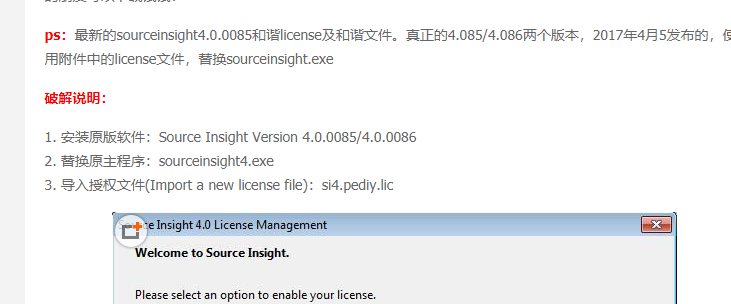 ps：最新的sourceinsight4.0.0085和谐license及和谐文件。真正的4.085/4.086两个版本，2017年4月5发布的，使
用附件中的license文件，替换sourceinsight.exe
破解说明：
1. 安装原版软件：Source Insight Version 4.0.0085/4.0.0086
2. 替换原主程序：sourceinsight4.exe
3. 导入授权文件(Import a new license file)：si4.pediy.lic
Insight 4.0 License Management
Welcome to Source Insight.
Please select an option to enable your license.